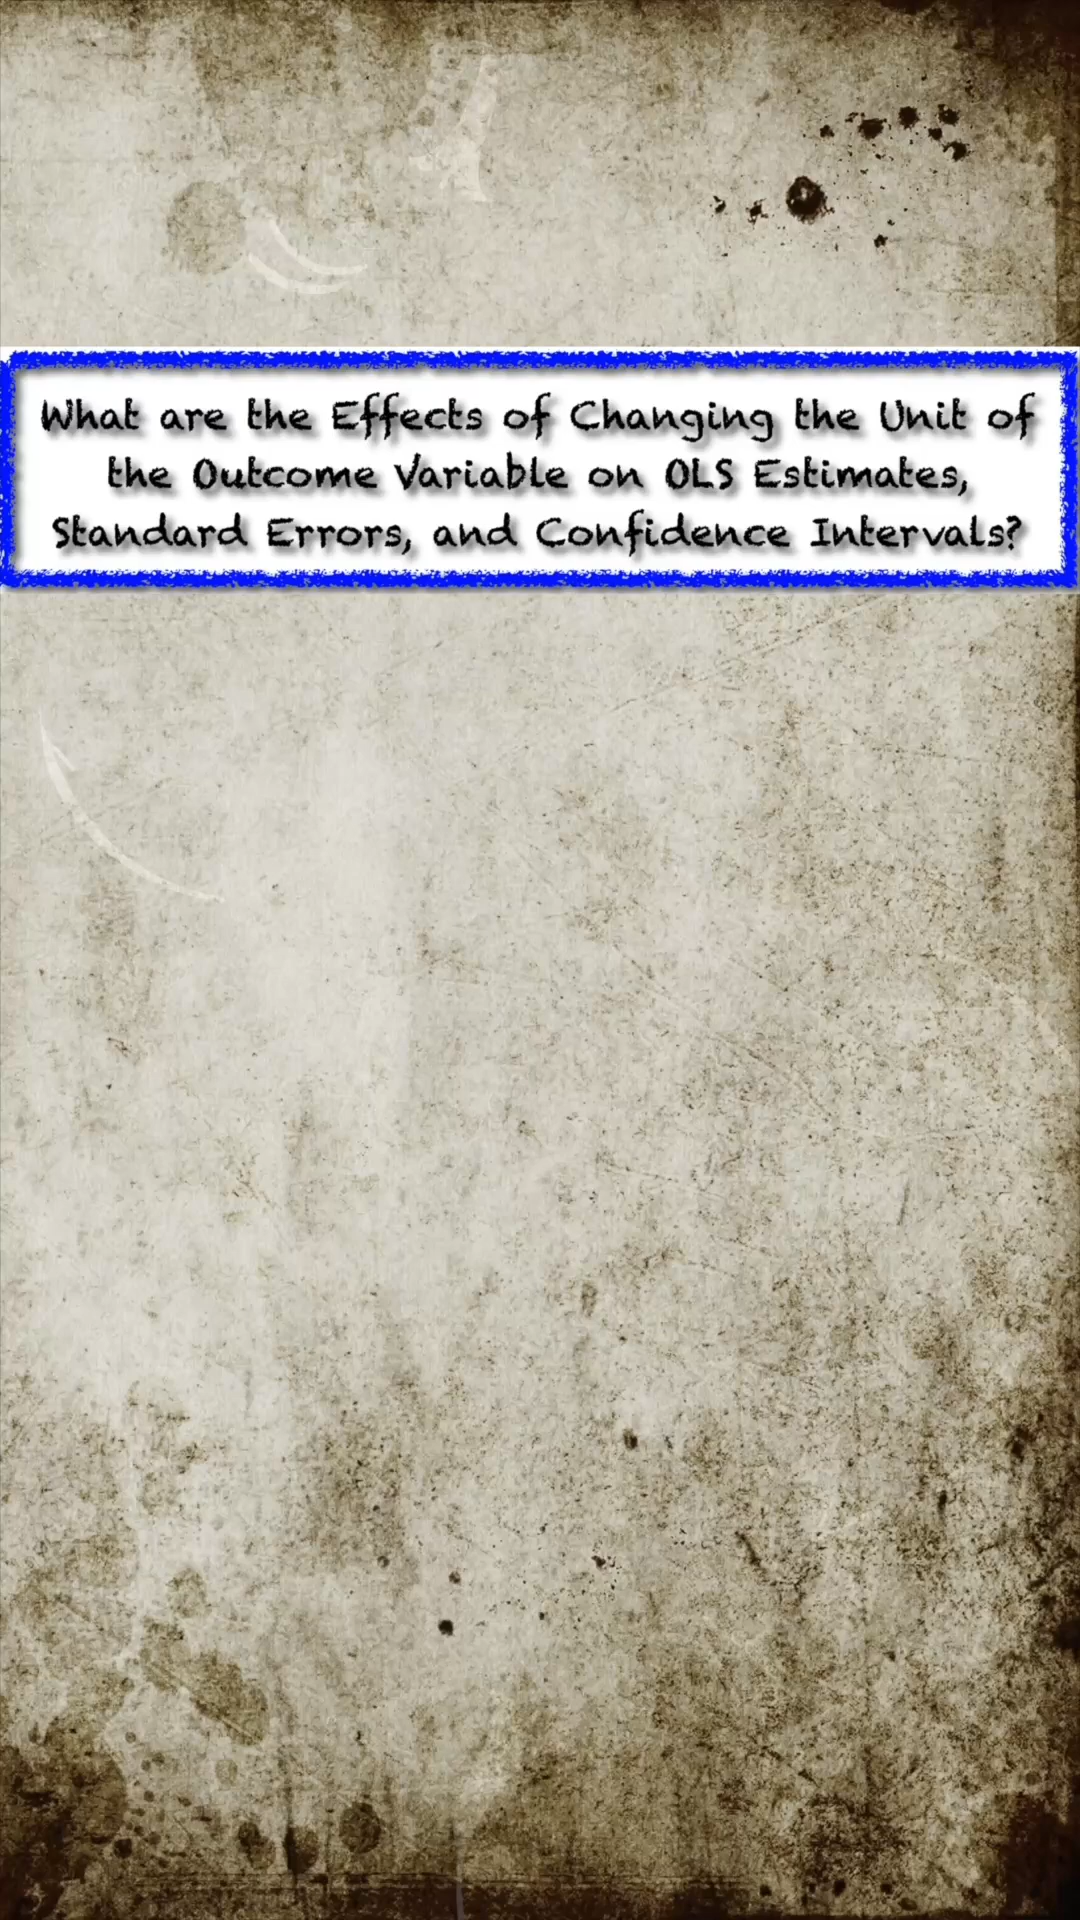 What are the Effects of Changing the Unit of
the Outcome Variable on OLS Estimates,
Standard Errors, and Confidence Intervals?